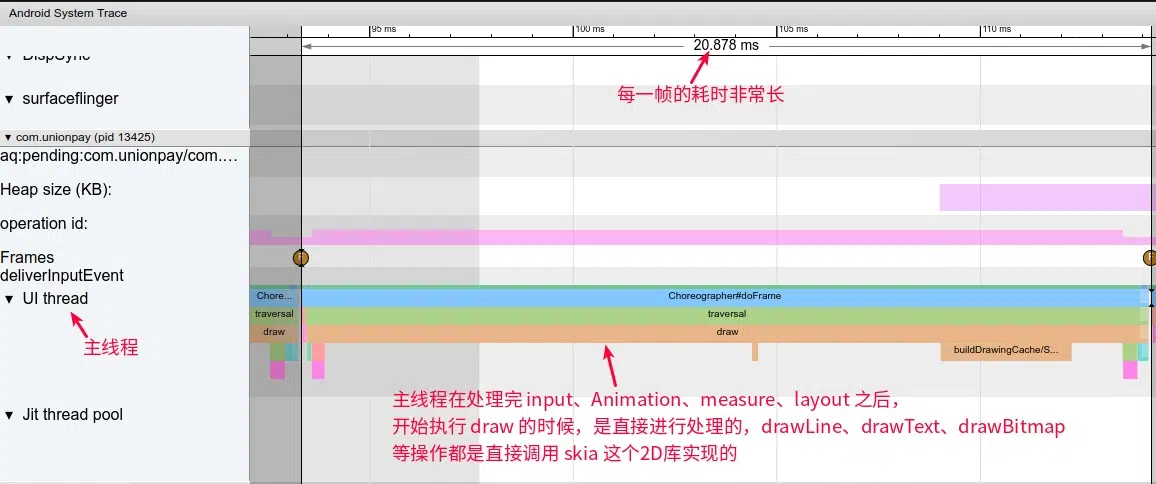 Android System Trace
95 ms
100 ms
105 ms
110 ms
20.878 ms
DispSync
每一帧的耗时非常长
surfaceflinger
com.unionpay (pid 13425)
aq:pending:com.unionpay/com.…
Heap size (KB):
operation id:
Frames
F
F
deliverInputEvent
UI thread
Chore...
Choreographer#doFrame
traversal
traversal
draw
draw
主线程
buildDrawingCache/S...
主线程在处理完 input、Animation、measure、layout 之后，
开始执行 draw 的时候，是直接进行处理的，drawLine、drawText、drawBitmap
等操作都是直接调用 skia 这个2D库实现的
Jit thread pool